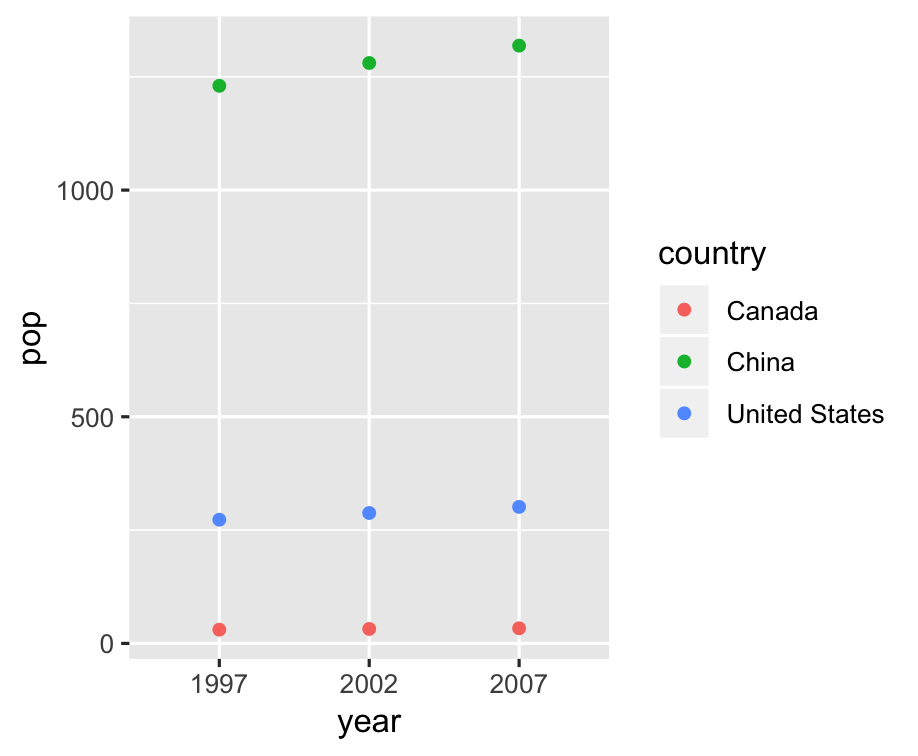 pop
1000
500
0
1997 2002 2007
year
country
Canada
China
United States